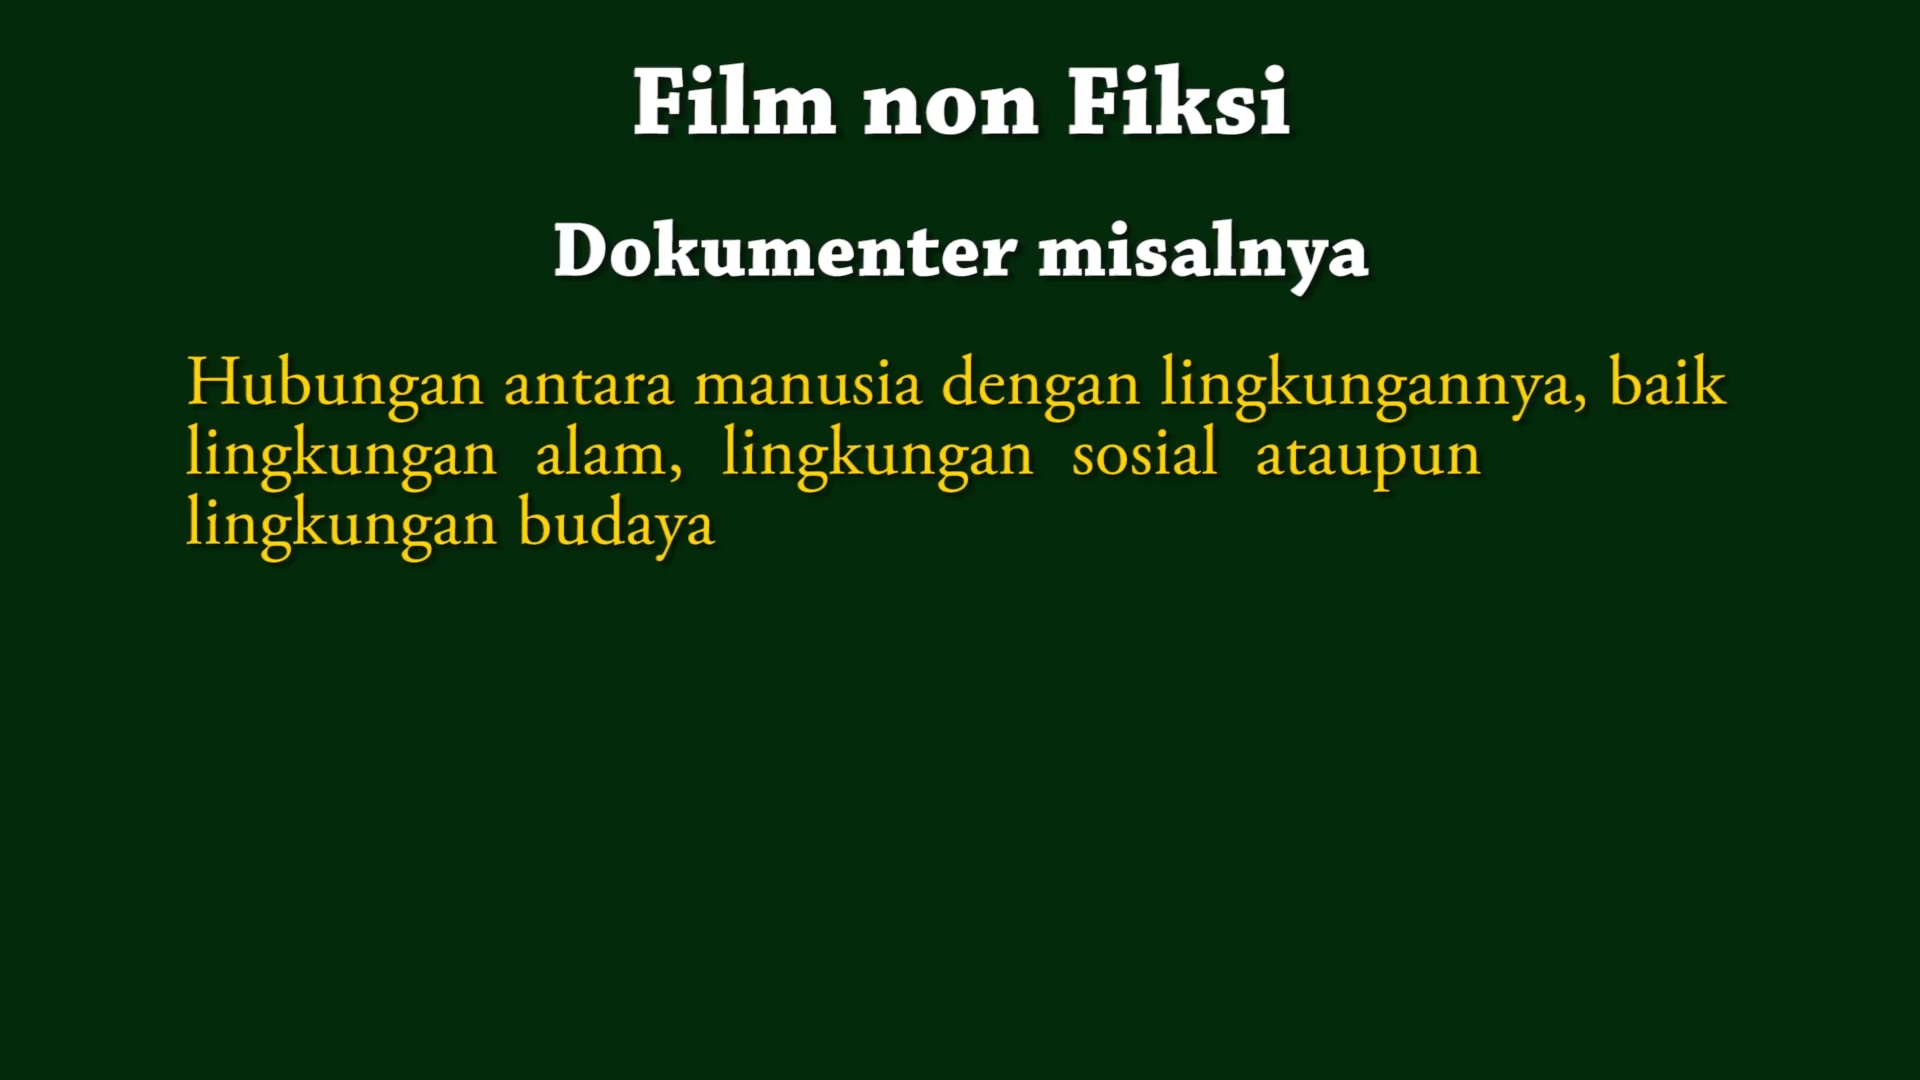 Film non Fiksi
Dokumenter misalnya
Hubungan antara manusia dengan lingkungannya, baik
lingkungan alam, lingkungan sosial ataupun
lingkungan budaya